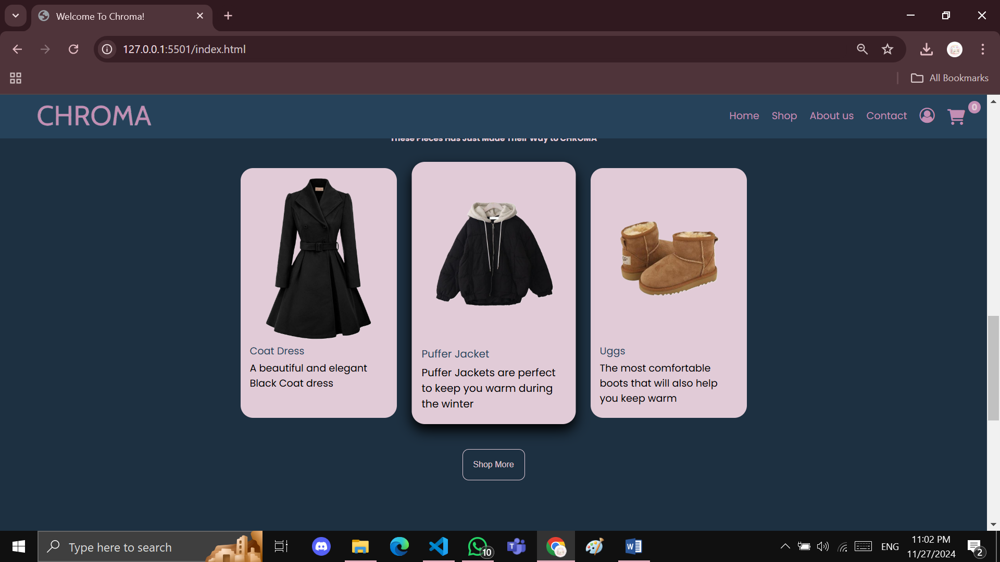 Welcome To Chroma!
127.0.0.1:5501/index.html
All Bookmarks
CHROMA
Home Shop About us Contact 0
These Pieces Has Just Made Their Way to CHROMA
Coat Dress
A beautiful and elegant
Black Coat dress
Puffer Jacket
Puffer Jackets are perfect
to keep you warm during
the winter
Uggs
The most comfortable
boots that will also help
you keep warm
Shop More
Type here to search
10
ENG
11:02 PM
11/27/2024
2